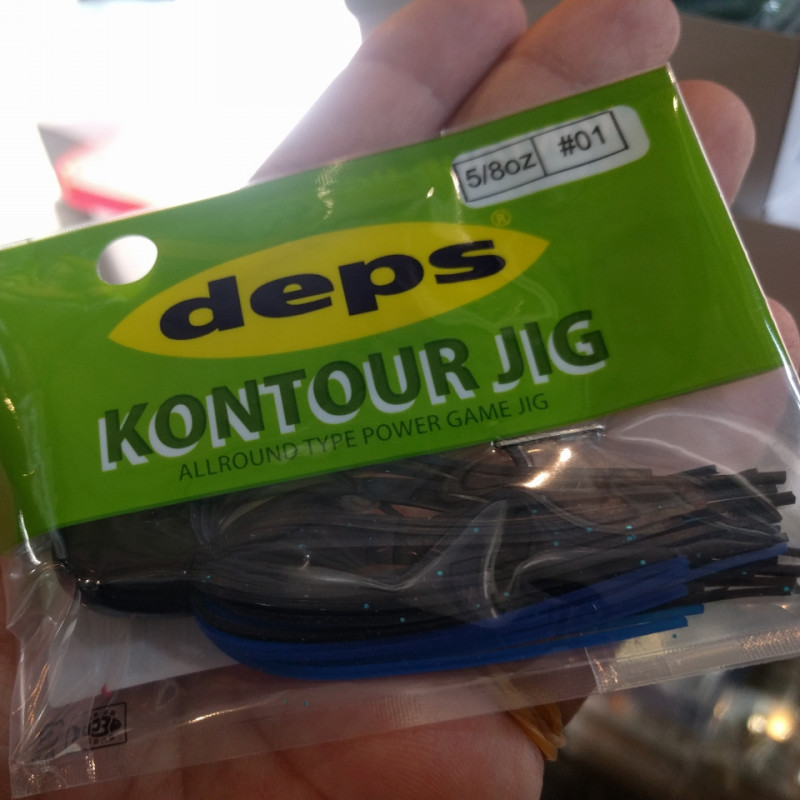 5/8oz #01
deps®
KONTOUR JIG
ALLROUND TYPE POWER GAME JIG